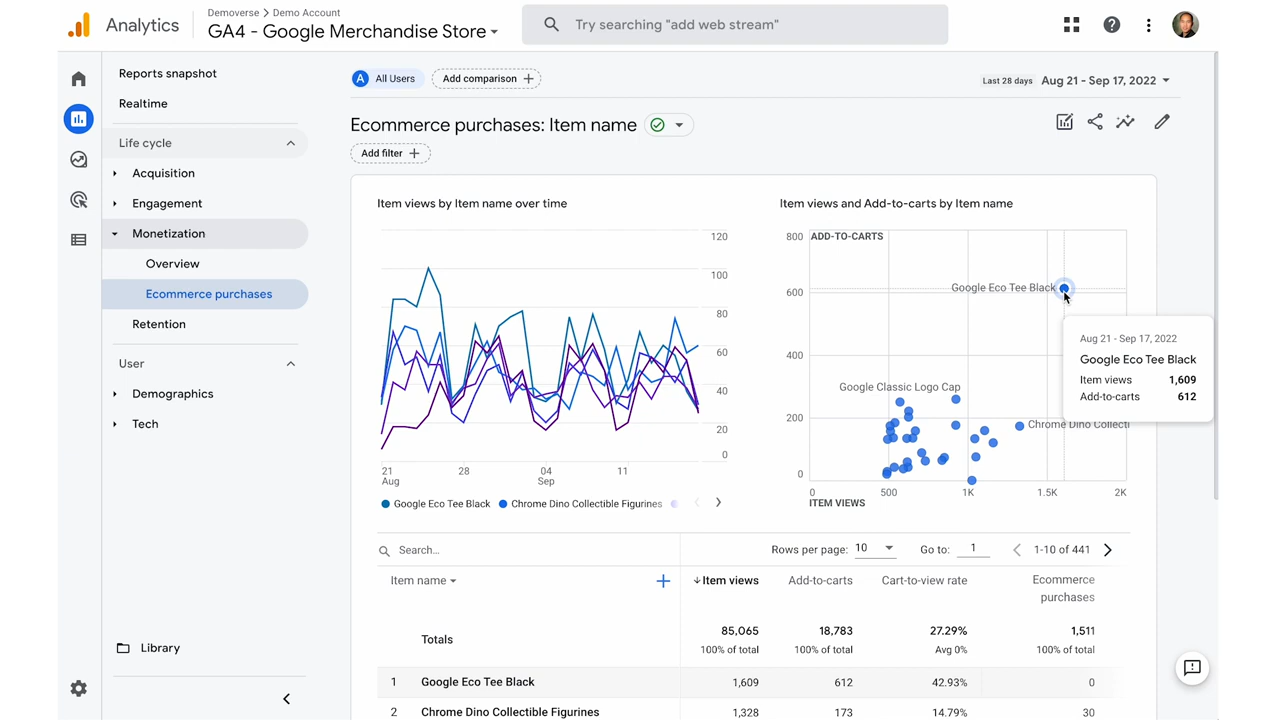 Analytics
Demoverse > Demo Account
GA4 - Google Merchandise Store
Try searching "add web stream"
Reports snapshot
Realtime
Life cycle
Acquisition
Engagement
Monetization
Overview
Ecommerce purchases
Retention
User
Demographics
Tech
Library
A All Users
Add comparison +
Last 28 days Aug 21 - Sep 17, 2022
Ecommerce purchases: Item name
Add filter +
Item views by Item name over time
120
100
80
60
40
20
0
21 Aug
28
04 Sep
11
Google Eco Tee Black
Chrome Dino Collectible Figurines
Item views and Add-to-carts by Item name
800
ADD-TO-CARTS
600
400
200
0
0
500
1K
1.5K
2K
ITEM VIEWS
Google Eco Tee Black
Google Classic Logo Cap
Chrome Dino Collecti
Aug 21 - Sep 17, 2022
Google Eco Tee Black
Item views 1,609
Add-to-carts 612
Search...
Rows per page: 10
Go to: 1
1-10 of 441
Item name
+
Item views
Add-to-carts
Cart-to-view rate
Ecommerce purchases
Totals
85,065
18,783
27.29%
1,511
100% of total
100% of total
Avg 0%
100% of total
1 Google Eco Tee Black 1,609 612 42.93% 0
2 Chrome Dino Collectible Figurines 1,328 173 14.79% 30